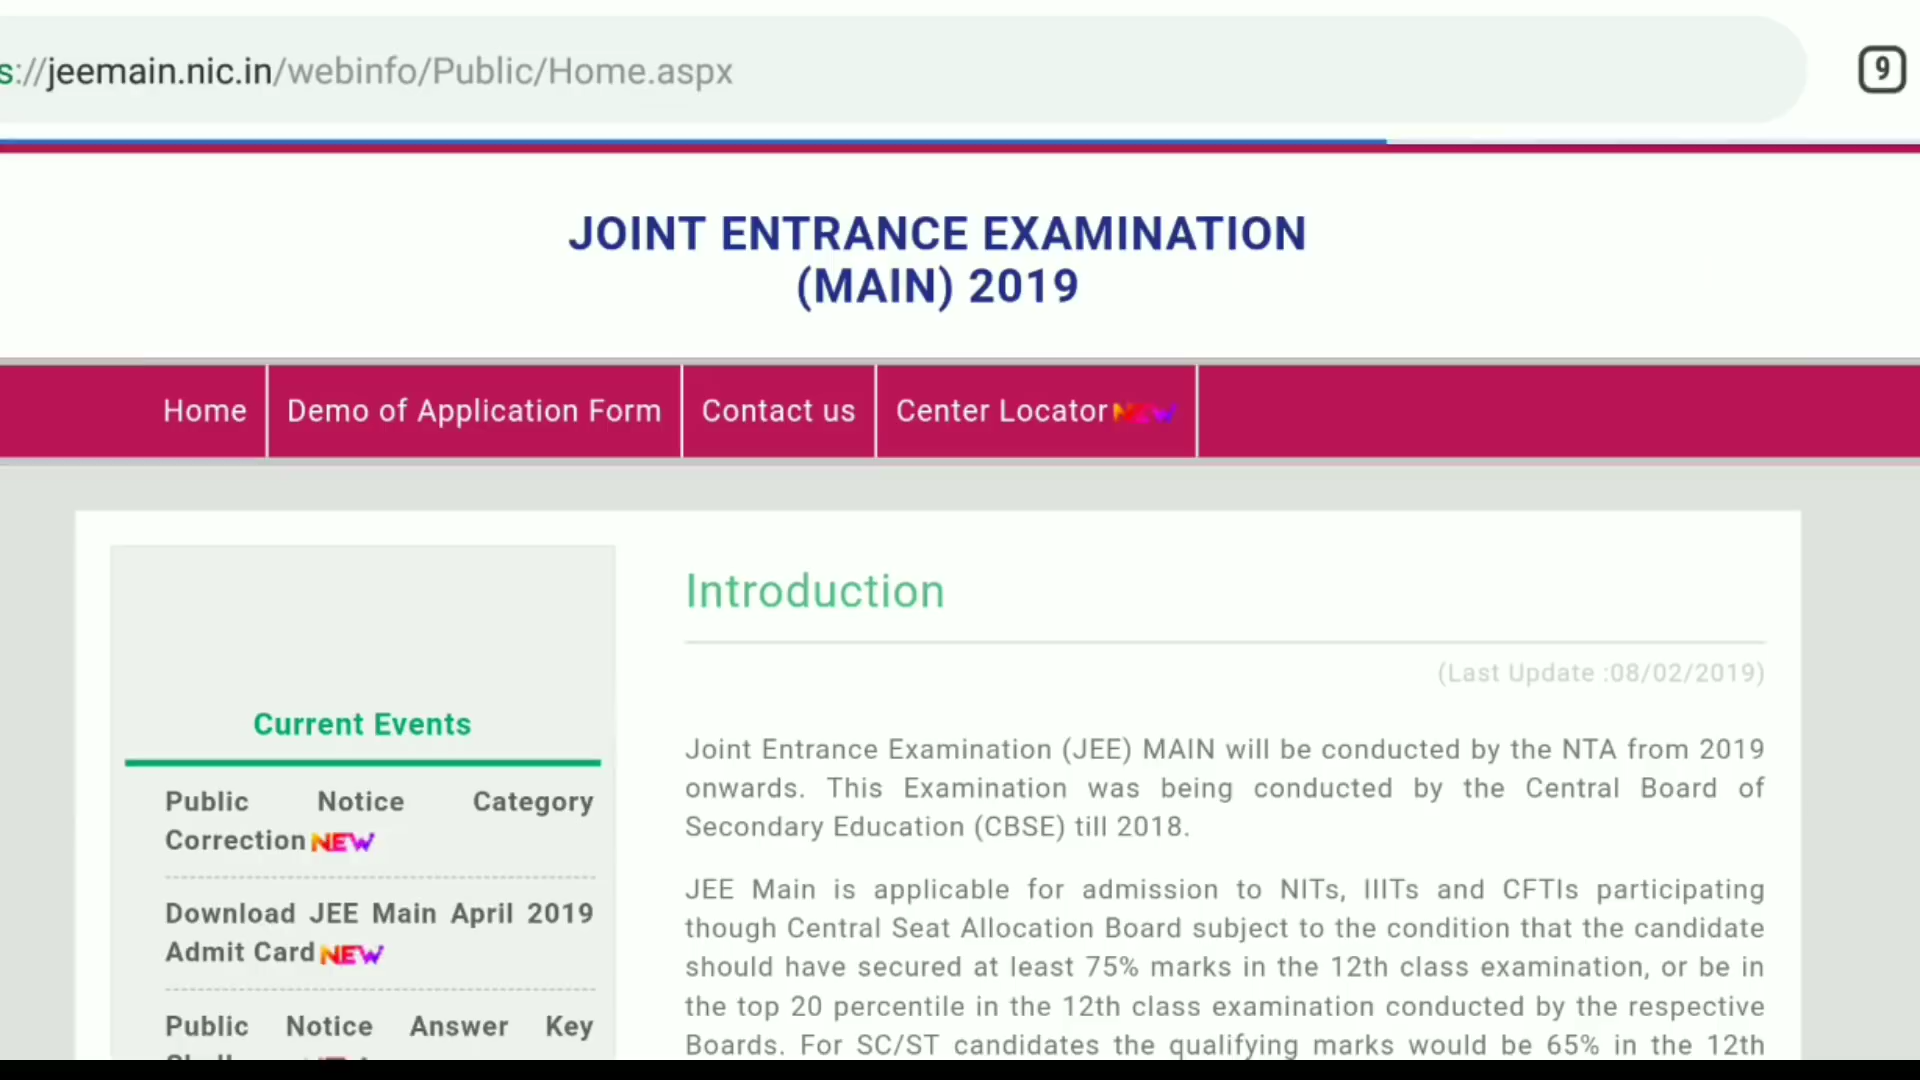 s://jeemain.nic.in/webinfo/Public/Home.aspx
9
JOINT ENTRANCE EXAMINATION
(MAIN) 2019
Home
Demo of Application Form
Contact us
Center Locator NEW
Current Events
Public Notice Category
Correction NEW
Download JEE Main April 2019
Admit Card NEW
Public Notice Answer Key
Introduction
(Last Update :08/02/2019)
Joint Entrance Examination (JEE) MAIN will be conducted by the NTA from 2019
onwards. This Examination was being conducted by the Central Board of
Secondary Education (CBSE) till 2018.
JEE Main is applicable for admission to NITs, IIITs and CFTIs participating
though Central Seat Allocation Board subject to the condition that the candidate
should have secured at least 75% marks in the 12th class examination, or be in
the top 20 percentile in the 12th class examination conducted by the respective
Boards. For SC/ST candidates the qualifying marks would be 65% in the 12th